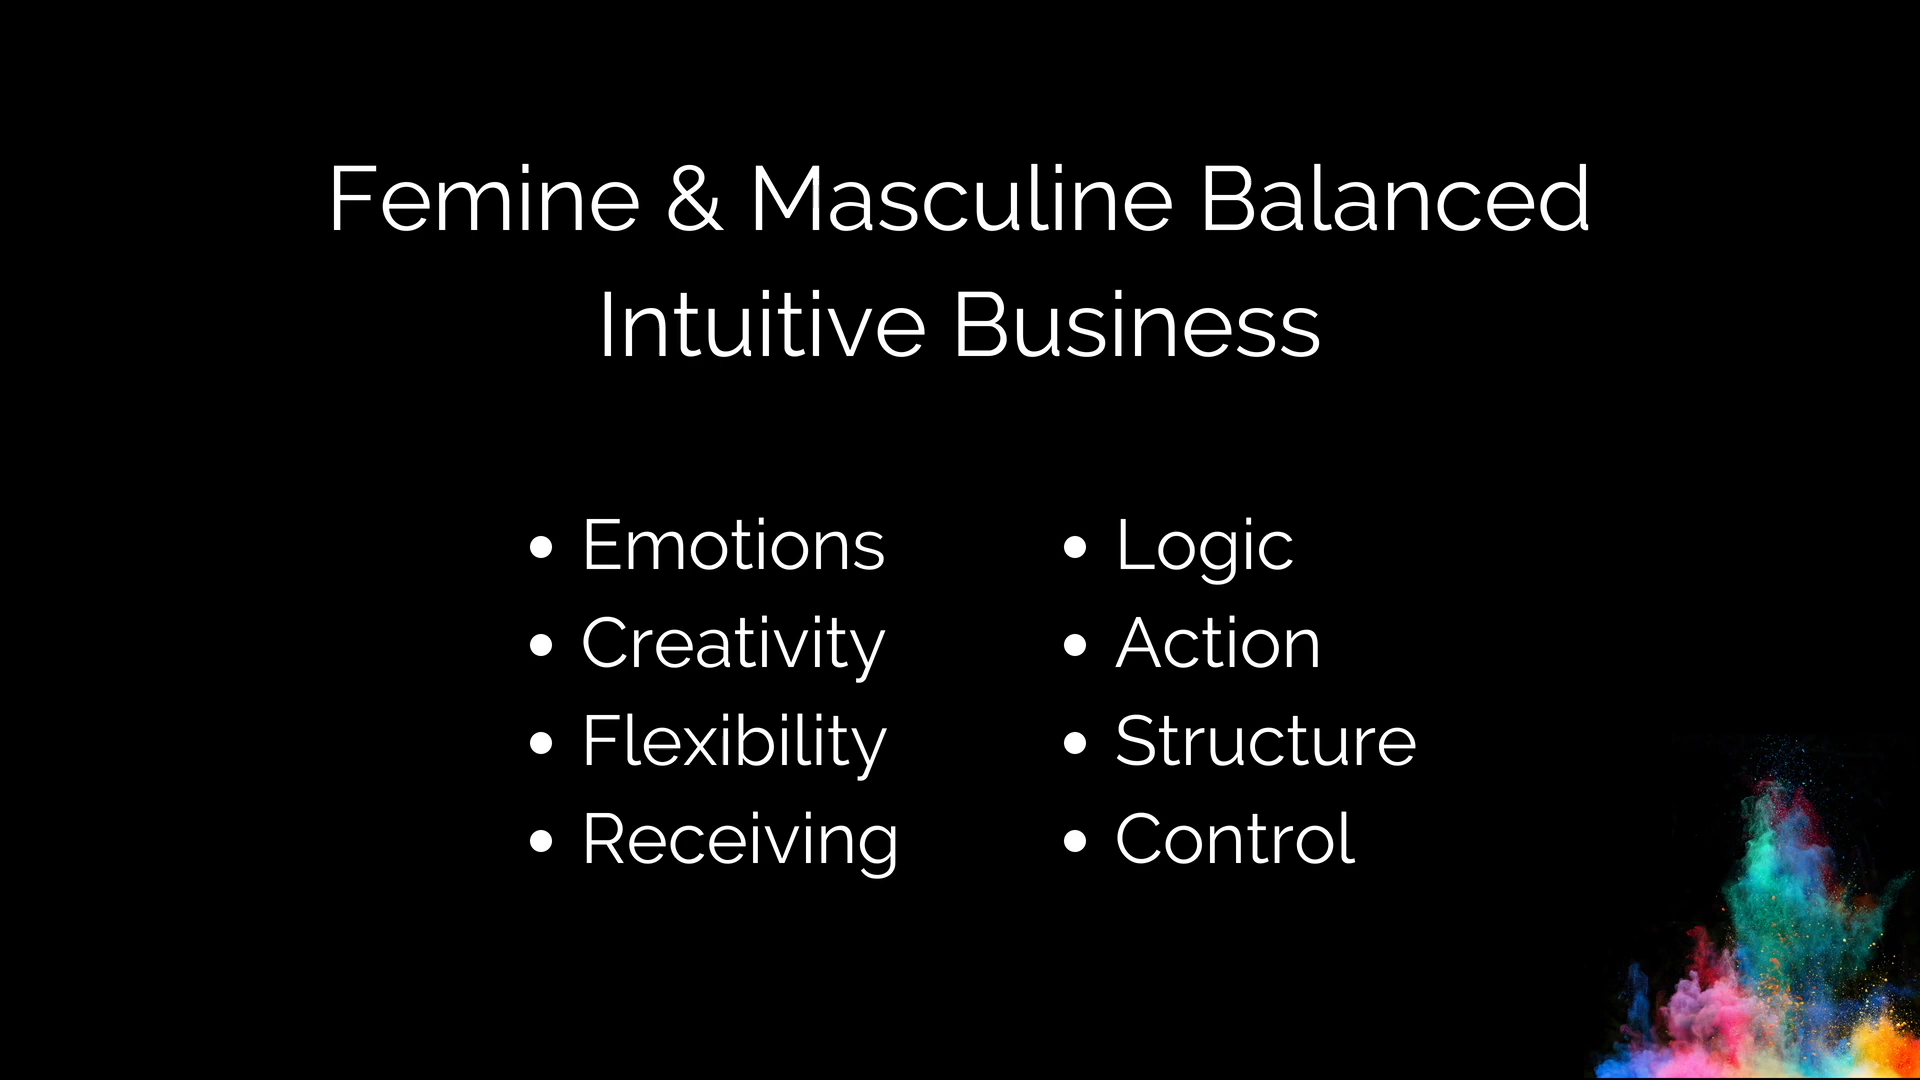 Femine & Masculine Balanced
Intuitive Business
• Emotions
• Creativity
• Flexibility
• Receiving
• Logic
• Action
• Structure
• Control